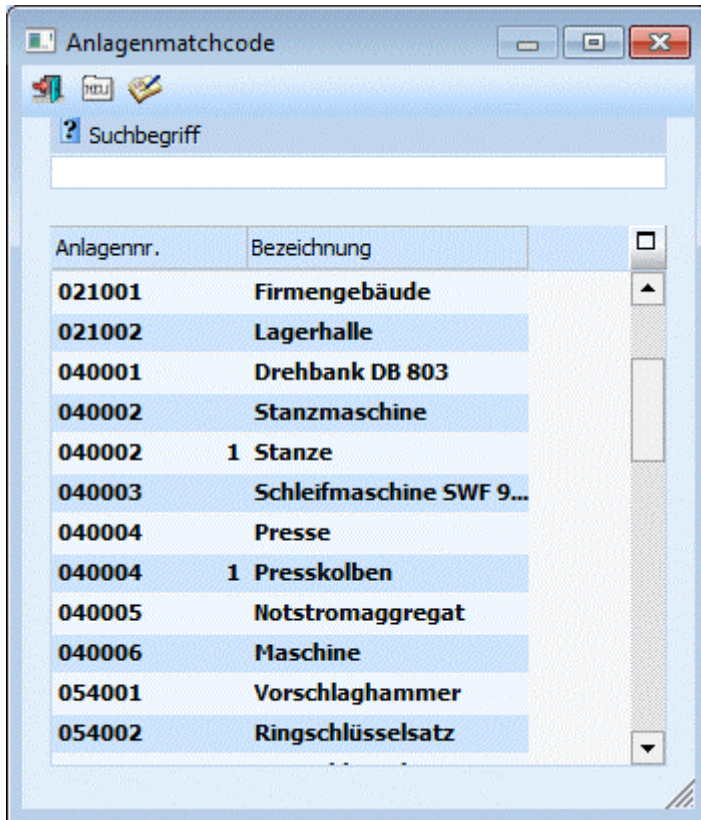 Anlagenmatchcode
NEU
? Suchbegriff
Anlagennr. Bezeichnung
021001 Firmengebäude
021002 Lagerhalle
040001 Drehbank DB 803
040002 Stanzmaschine
040002 1 Stanze
040003 Schleifmaschine SWF 9...
040004 Presse
040004 1 Presskolben
040005 Notstromaggregat
040006 Maschine
054001 Vorschlaghammer
054002 Ringschlüsselsatz